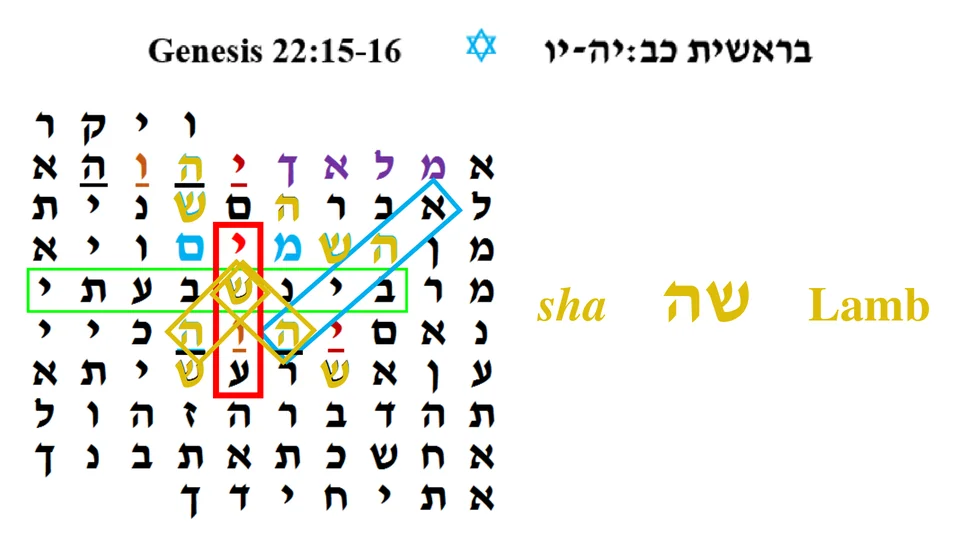 Genesis 22:15-16 בראשית כב:יה-יו
ו י ק ר
א מ ל א ך י ה ו ה א
ל א ב ר ה ם ש נ י ת
מ ן ה ש מ י ם ו י א
מ ר ב י נ ש ב ע ת י
נ א ם י ה ו ה כ י י
ע ן א ש ר ע ש י ת א
ת ה ד ב ר ה ז ה ו ל
א ח ש כ ת א ת ב נ ך
א ת י ח י ד ך
sha שה Lamb